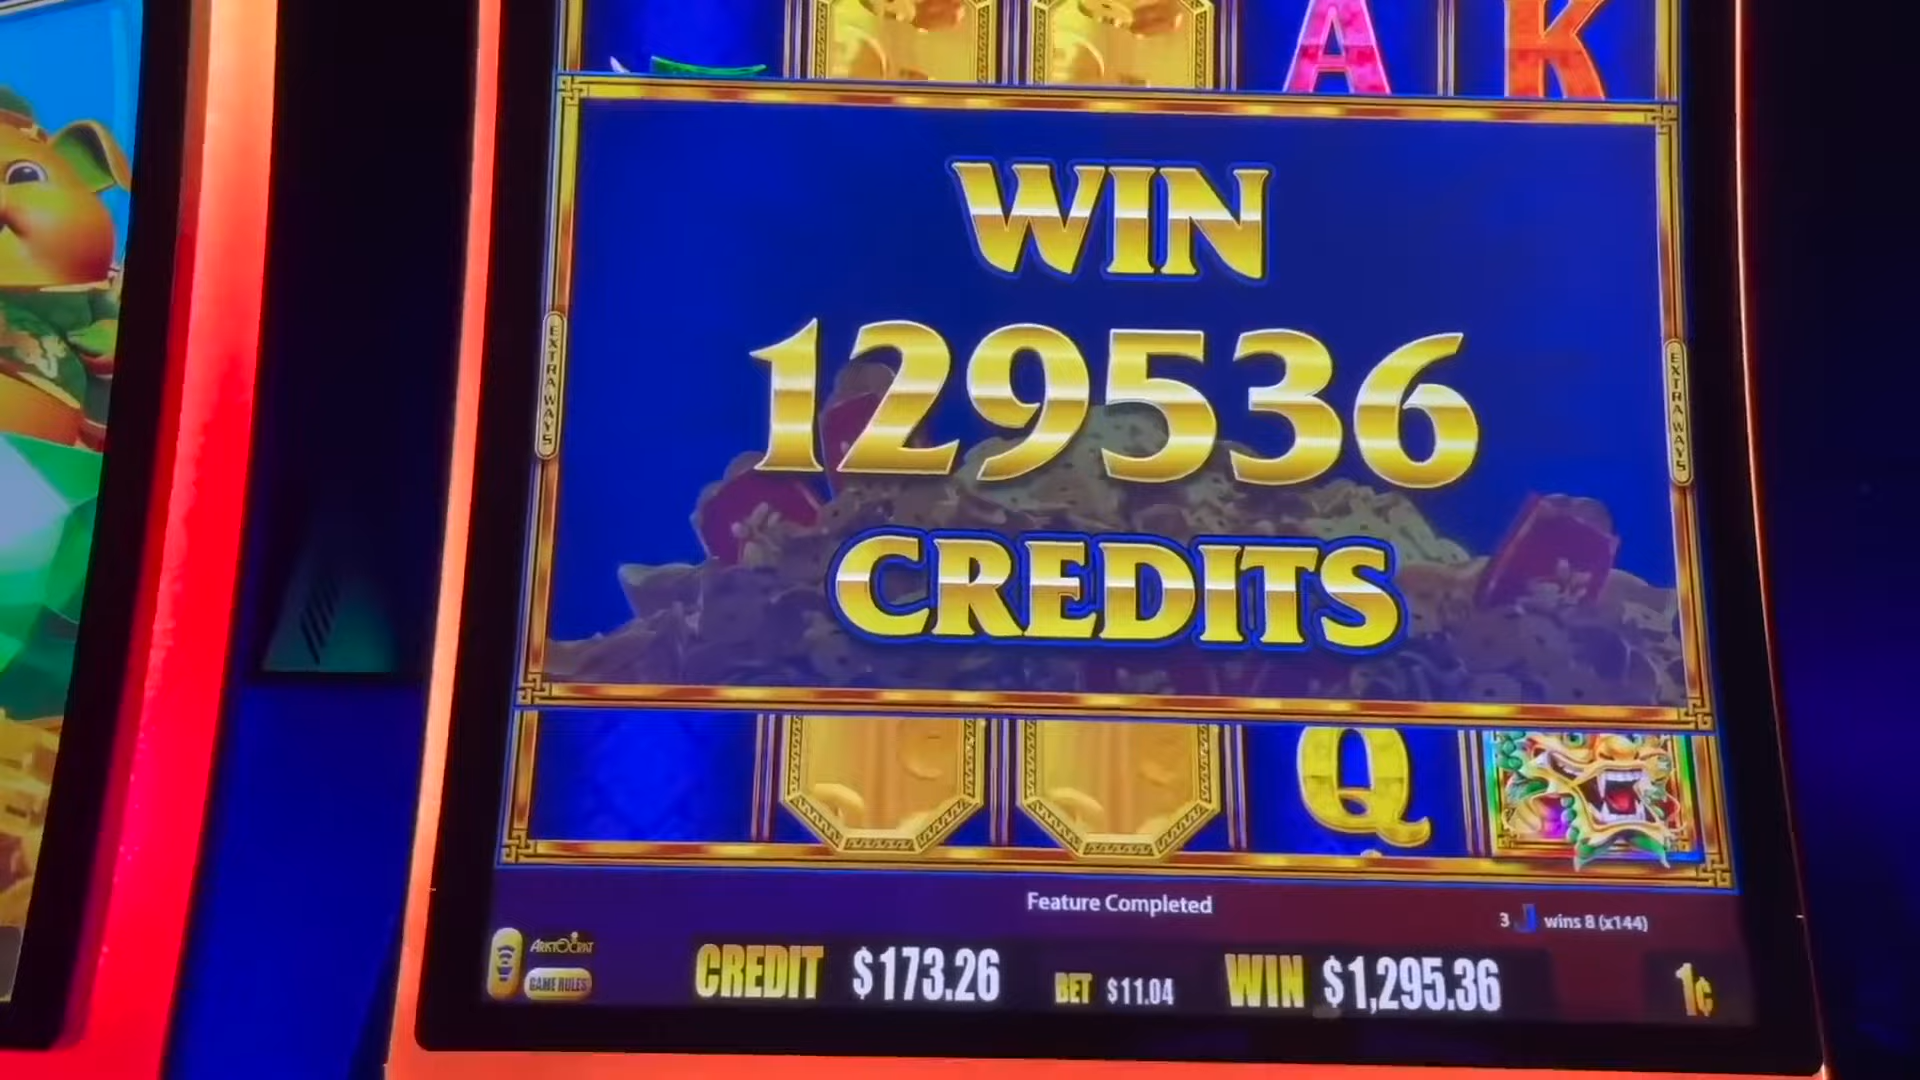 A K
WIN
129536
CREDITS
EXTRA WAYS
EXTRA WAYS
Q
Feature Completed
3 J wins 8 (x144)
ARISTOCRAT
GAME RULES
CREDIT $173.26 BET $11.04 WIN $1,295.36 1¢